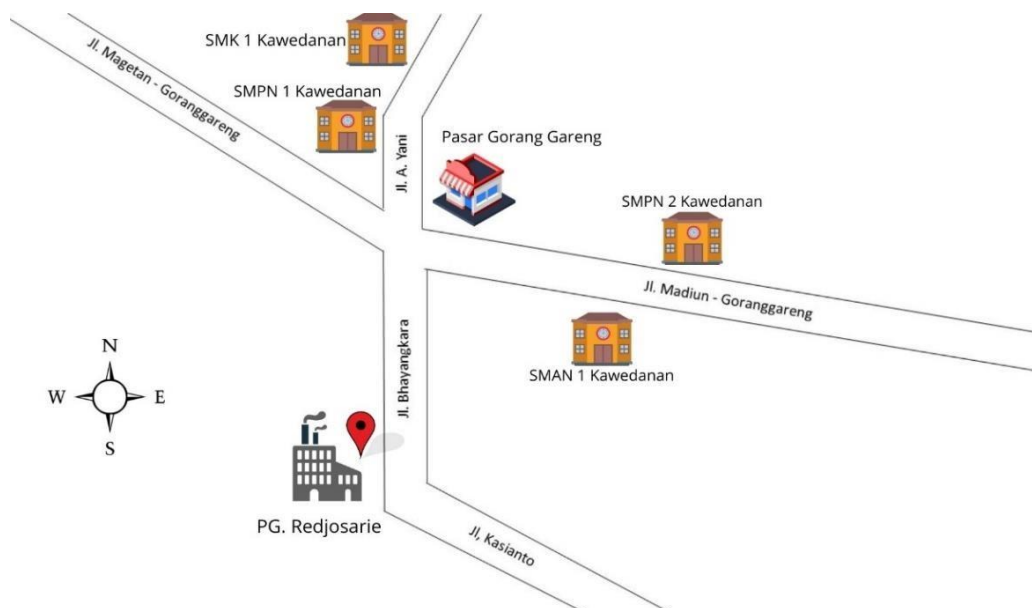 SMK 1 Kawedanan
Jl. Magetan - Goranggareng
SMPN 1 Kawedanan
Jl. A. Yani
Pasar Gorang Gareng
SMPN 2 Kawedanan
Jl. Madiun - Goranggareng
SMAN 1 Kawedanan
Jl. Bhayangkara
N
W E
S
PG. Redjosarie
Jl, Kasianto